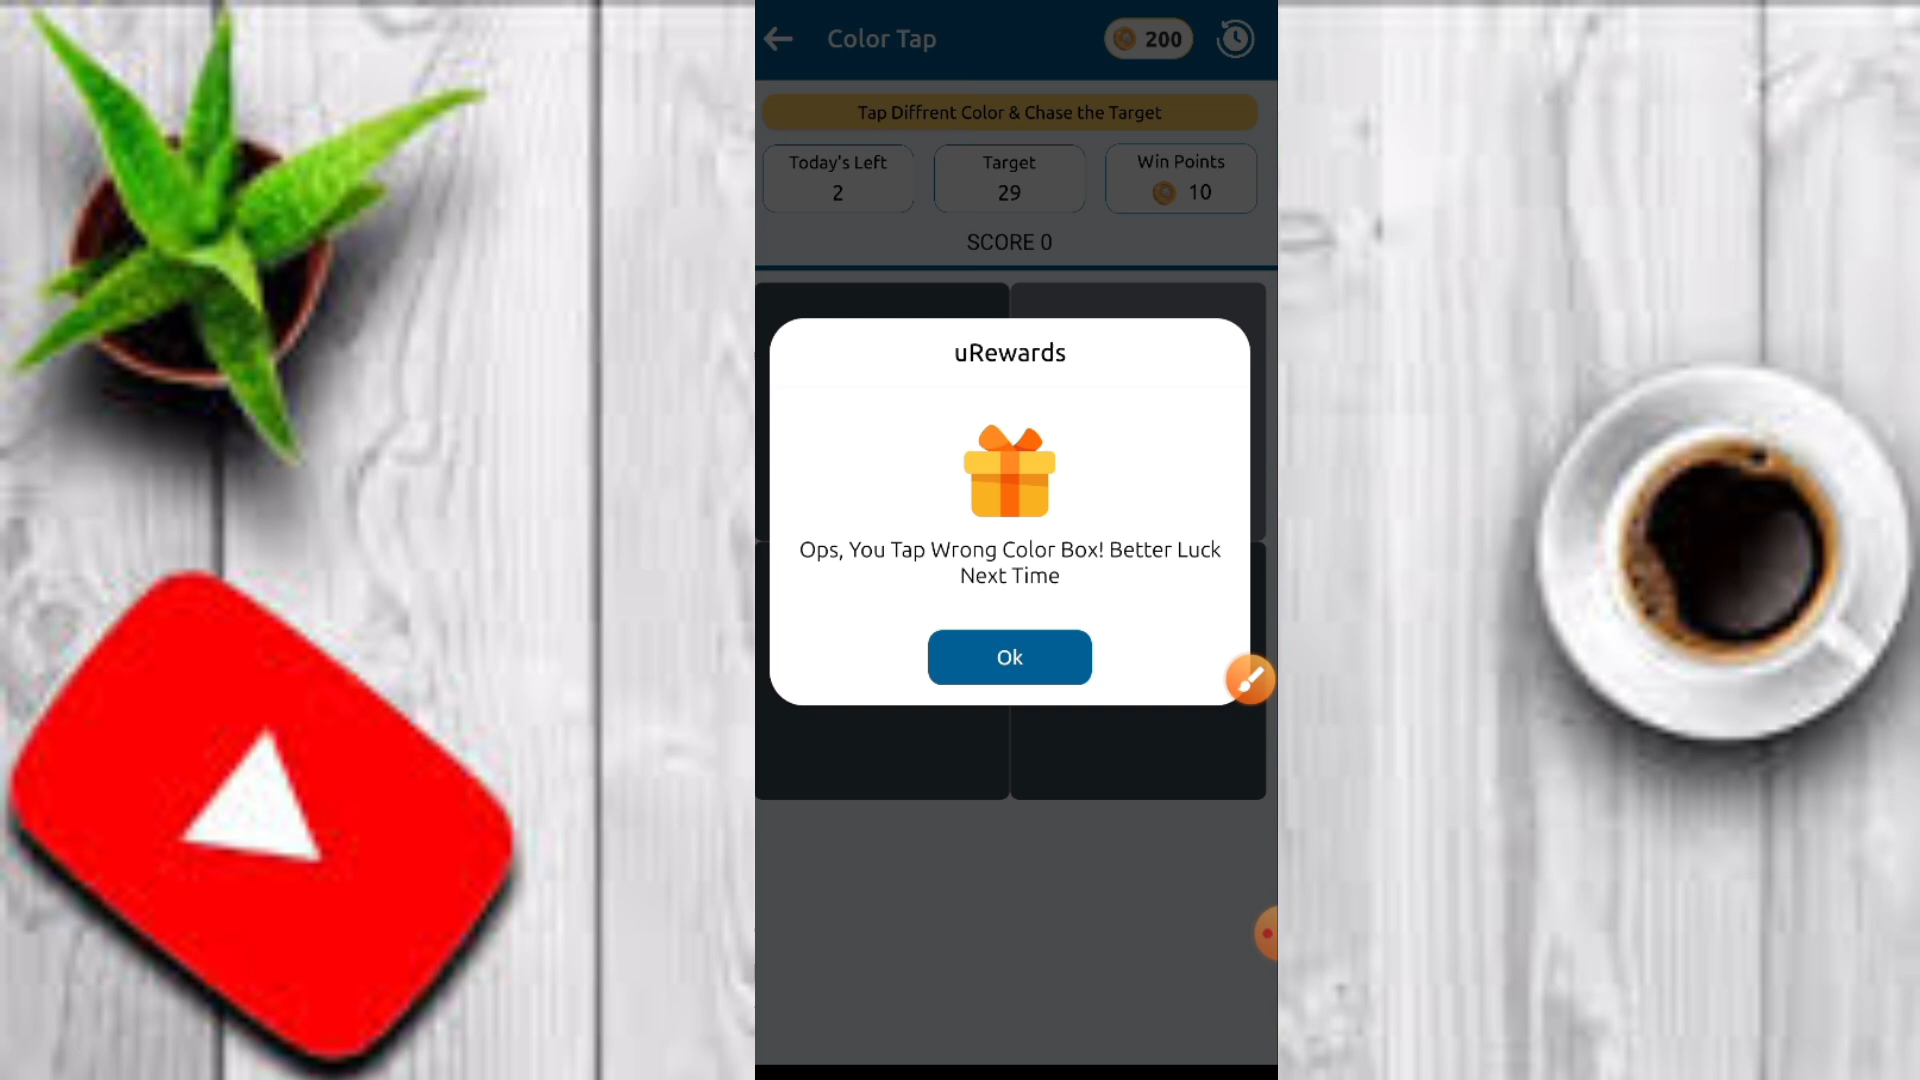 Color Tap
200
Tap Diffrent Color & Chase the Target
Today's Left
2
Target
29
Win Points
10
SCORE 0
uRewards
Ops, You Tap Wrong Color Box! Better Luck
Next Time
Ok